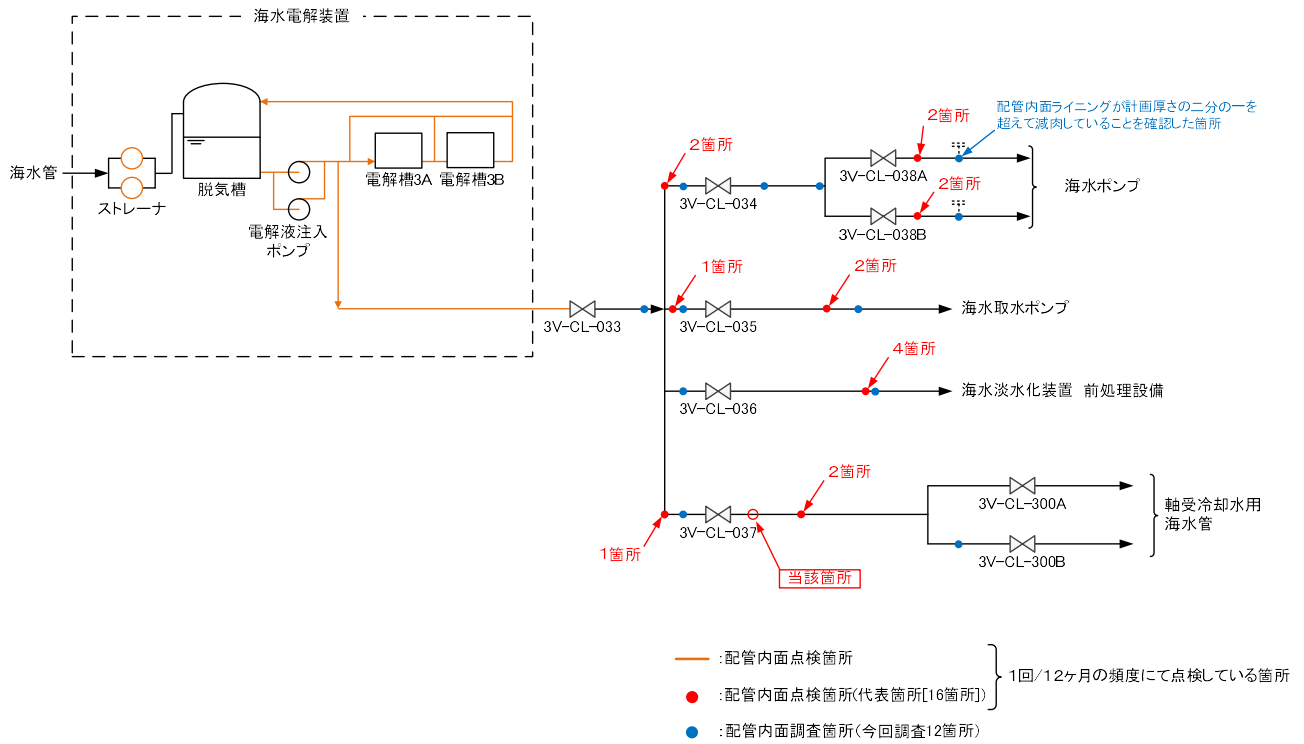 海水電解装置
海水管
ストレーナ
脱気槽
電解液注入
ポンプ
電解槽3A
電解槽3B
3V-CL-033
2箇所
3V-CL-034
2箇所
3V-CL-038A
配管内面ライニングが計画厚さの二分の一を
超えて減肉していることを確認した箇所
2箇所
3V-CL-038B
海水ポンプ
1箇所
3V-CL-035
2箇所
海水取水ポンプ
4箇所
3V-CL-036
海水淡水化装置 前処理設備
1箇所
3V-CL-037
当該箇所
2箇所
3V-CL-300A
3V-CL-300B
軸受冷却水用
海水管
:配管内面点検箇所
:配管内面点検箇所(代表箇所[16箇所])
1回/12ヶ月の頻度にて点検している箇所
:配管内面調査箇所(今回調査12箇所)